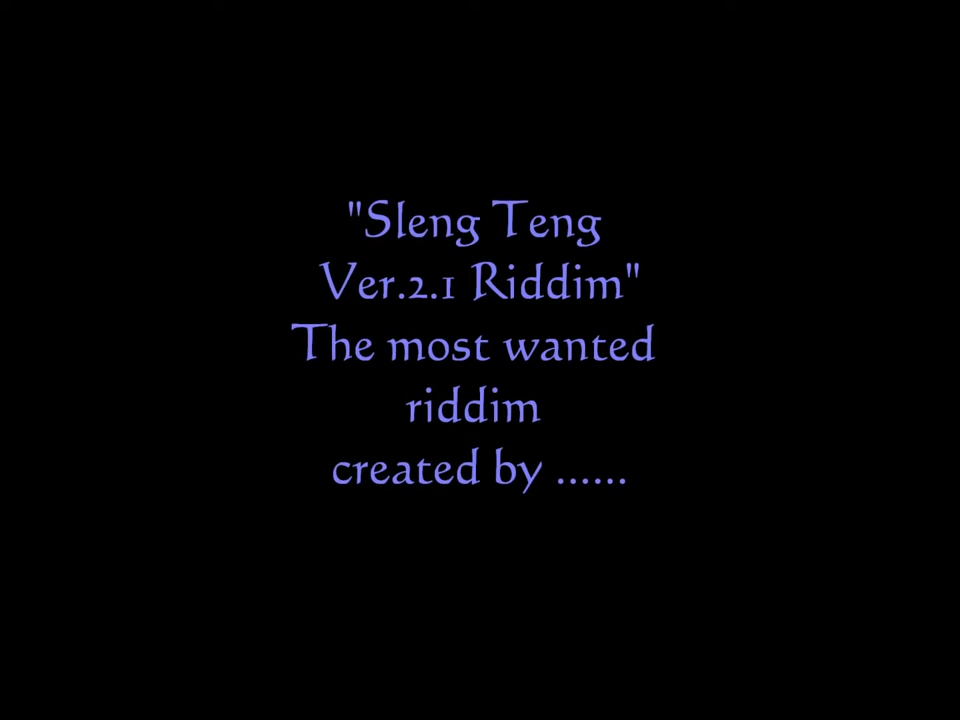 "Sleng Teng
Ver.2.1 Riddim"
The most wanted
riddim
created by ......